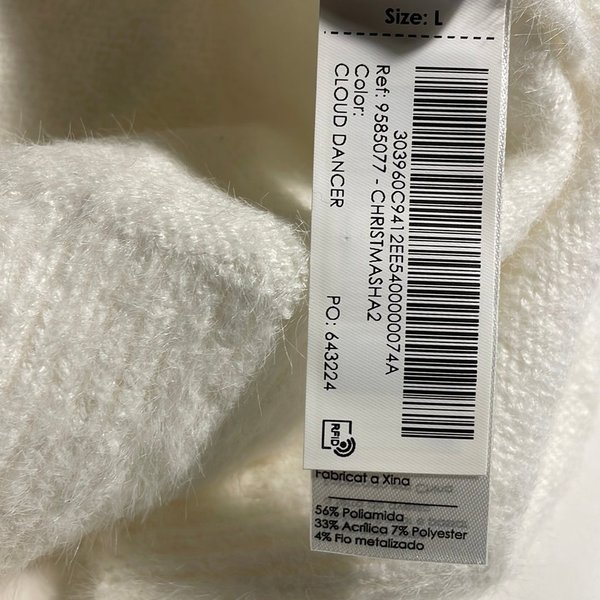 Size: L
303960C9412EE5400000074A
Ref: 9585077 - CHRISTMASHA2
Color:
CLOUD DANCER
PO: 643224
RFID
Fabricat a Xina
56% Poliamida
33% Acrílica 7% Polyester
4% Fio metalizado